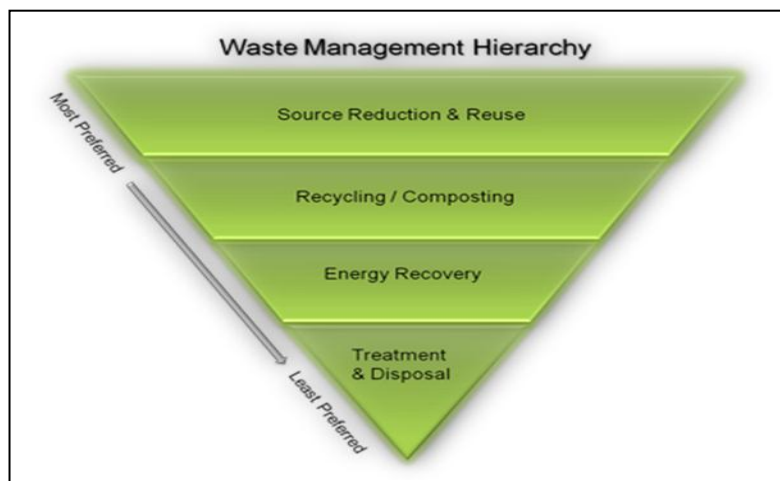 Waste Management Hierarchy
Most Preferred
Source Reduction & Reuse
Recycling / Composting
Energy Recovery
Treatment
& Disposal
Least Preferred